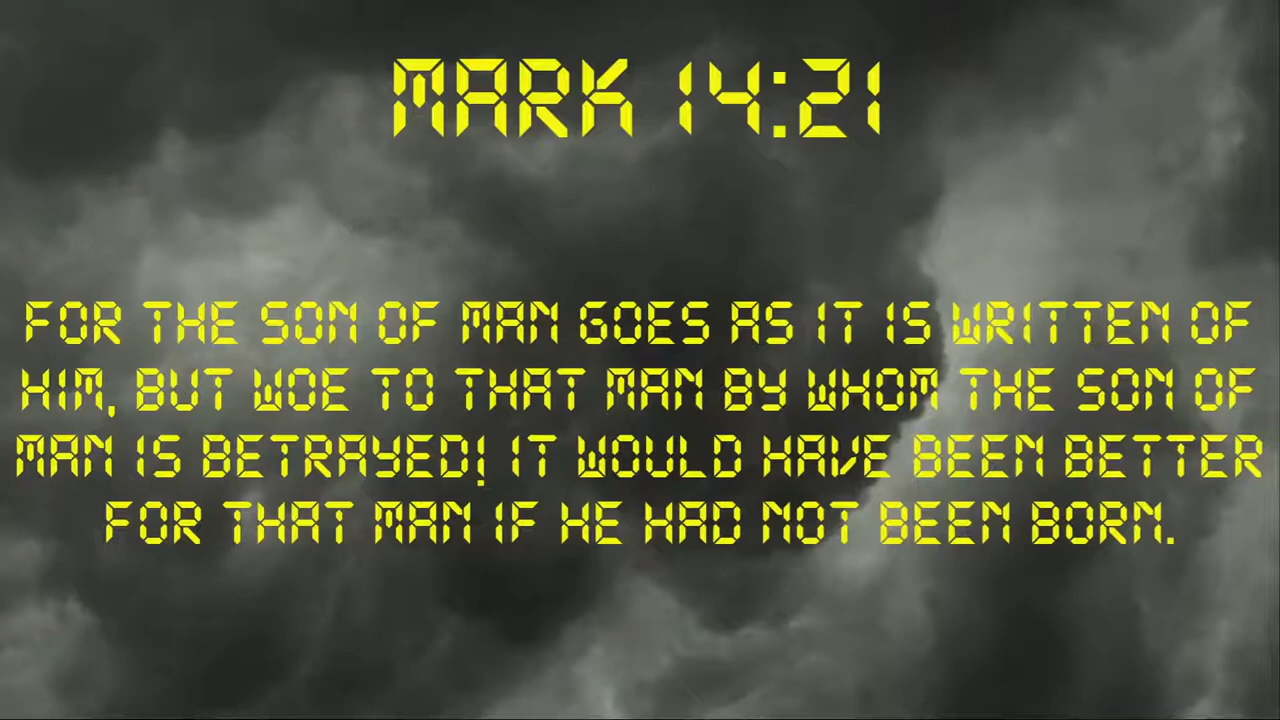 MARK 14:21
FOR THE SON OF MAN GOES AS IT IS WRITTEN OF
HIM, BUT WOE TO THAT MAN BY WHOM THE SON OF
MAN IS BETRAYED! IT WOULD HAVE BEEN BETTER
FOR THAT MAN IF HE HAD NOT BEEN BORN.